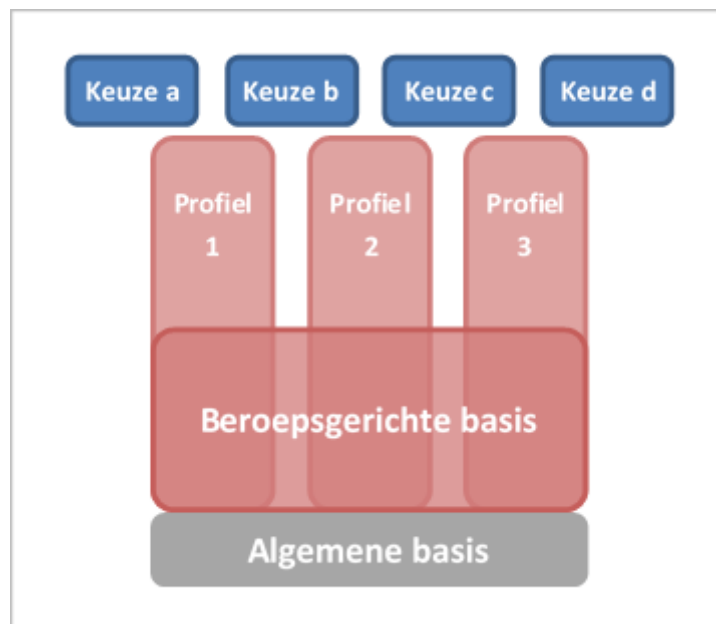 Keuze a
Keuze b
Keuze c
Keuze d
Profiel
1
Profiel
2
Profiel
3
Beroepsgerichte basis
Algemene basis